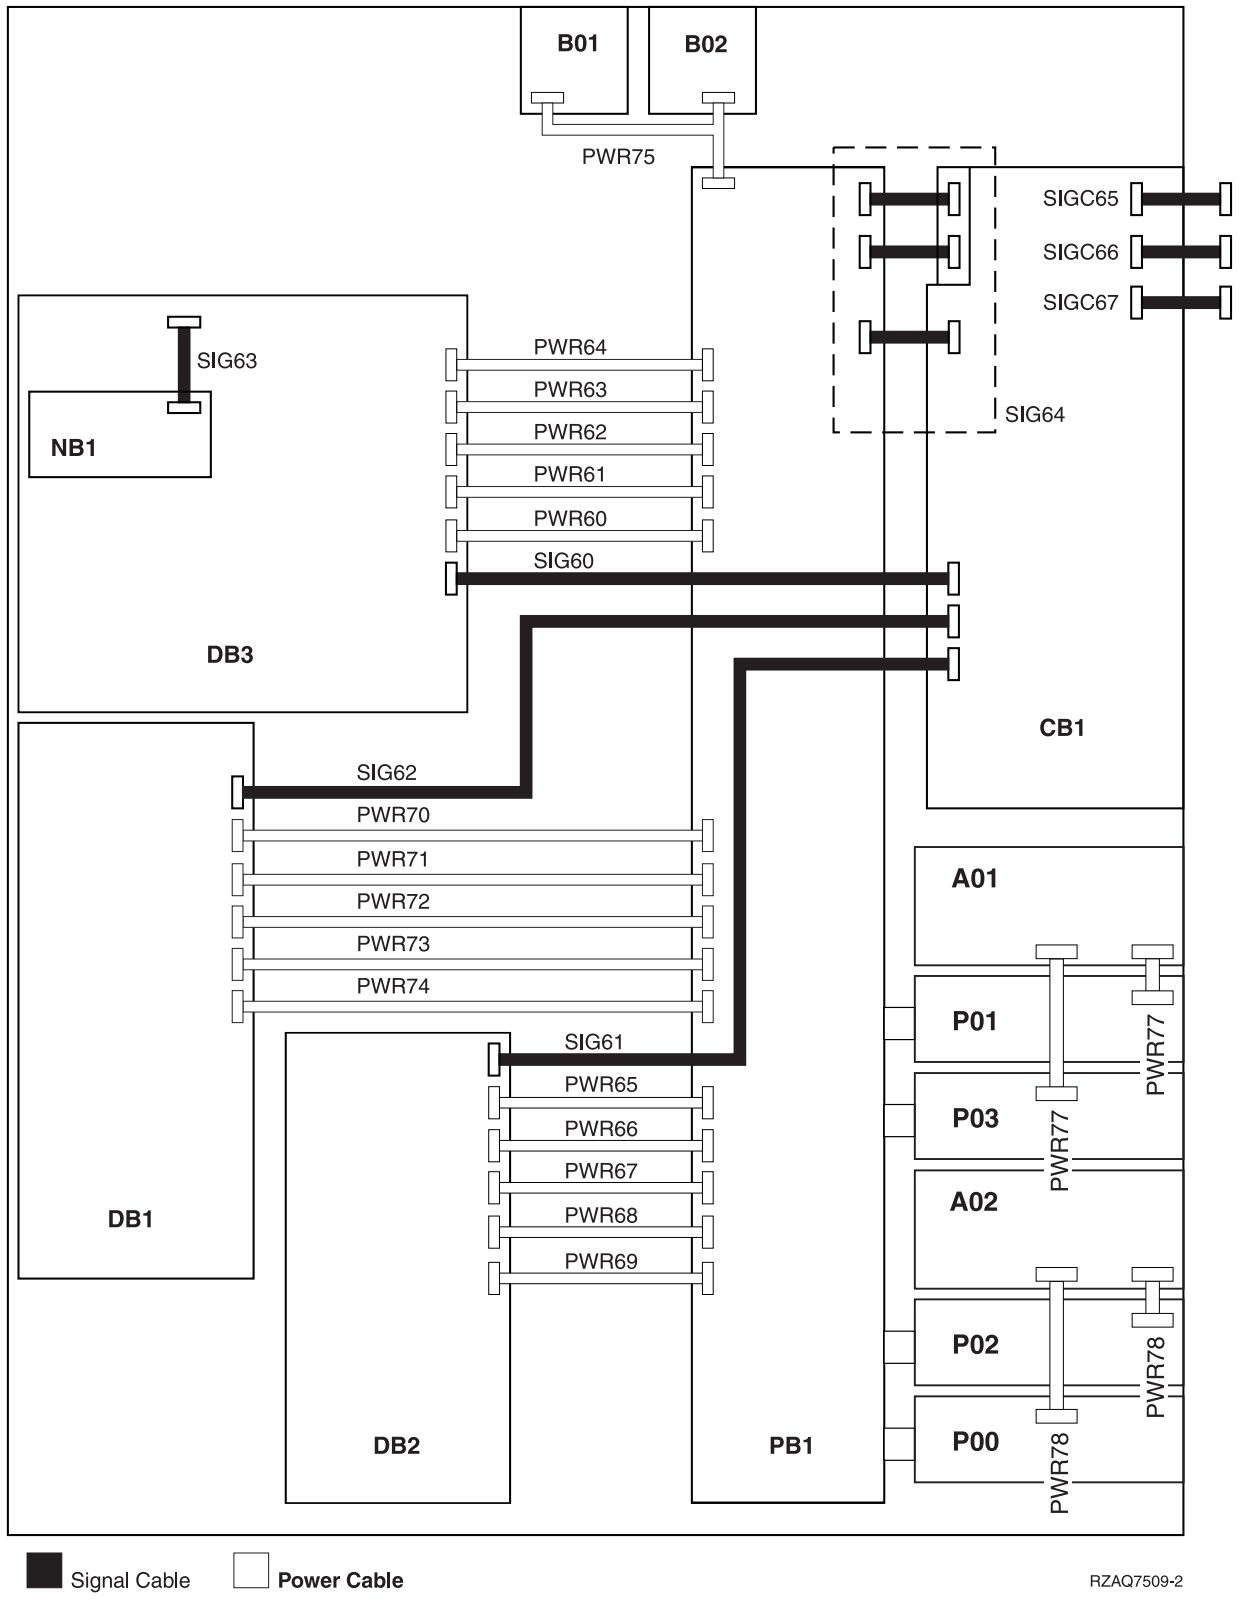 B01
B02
PWR75
SIGC65
SIGC66
SIGC67
SIG63
NB1
PWR64
PWR63
PWR62
PWR61
PWR60
SIG60
SIG64
DB3
CB1
SIG62
PWR70
PWR71
PWR72
PWR73
PWR74
A01
P01
PWR77
SIG61
PWR65
PWR66
PWR67
PWR68
PWR69
P03
PWR77
A02
DB1
P02
PWR78
DB2
PB1
P00
PWR78
Signal Cable
Power Cable
RZAQ7509-2